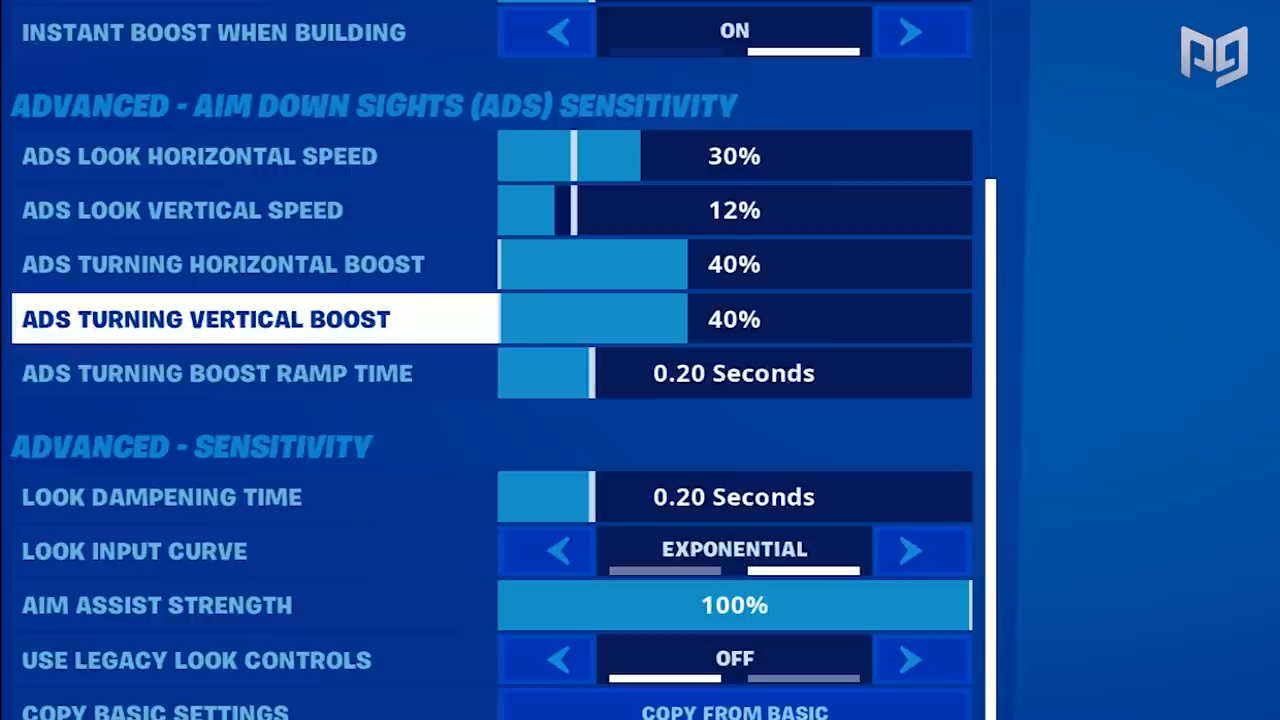 INSTANT BOOST WHEN BUILDING ON
ADVANCED - AIM DOWN SIGHTS (ADS) SENSITIVITY
ADS LOOK HORIZONTAL SPEED 30%
ADS LOOK VERTICAL SPEED 12%
ADS TURNING HORIZONTAL BOOST 40%
ADS TURNING VERTICAL BOOST 40%
ADS TURNING BOOST RAMP TIME 0.20 Seconds
ADVANCED - SENSITIVITY
LOOK DAMPENING TIME 0.20 Seconds
LOOK INPUT CURVE EXPONENTIAL
AIM ASSIST STRENGTH 100%
USE LEGACY LOOK CONTROLS OFF
COPY BASIC SETTINGS COPY FROM BASIC
pg